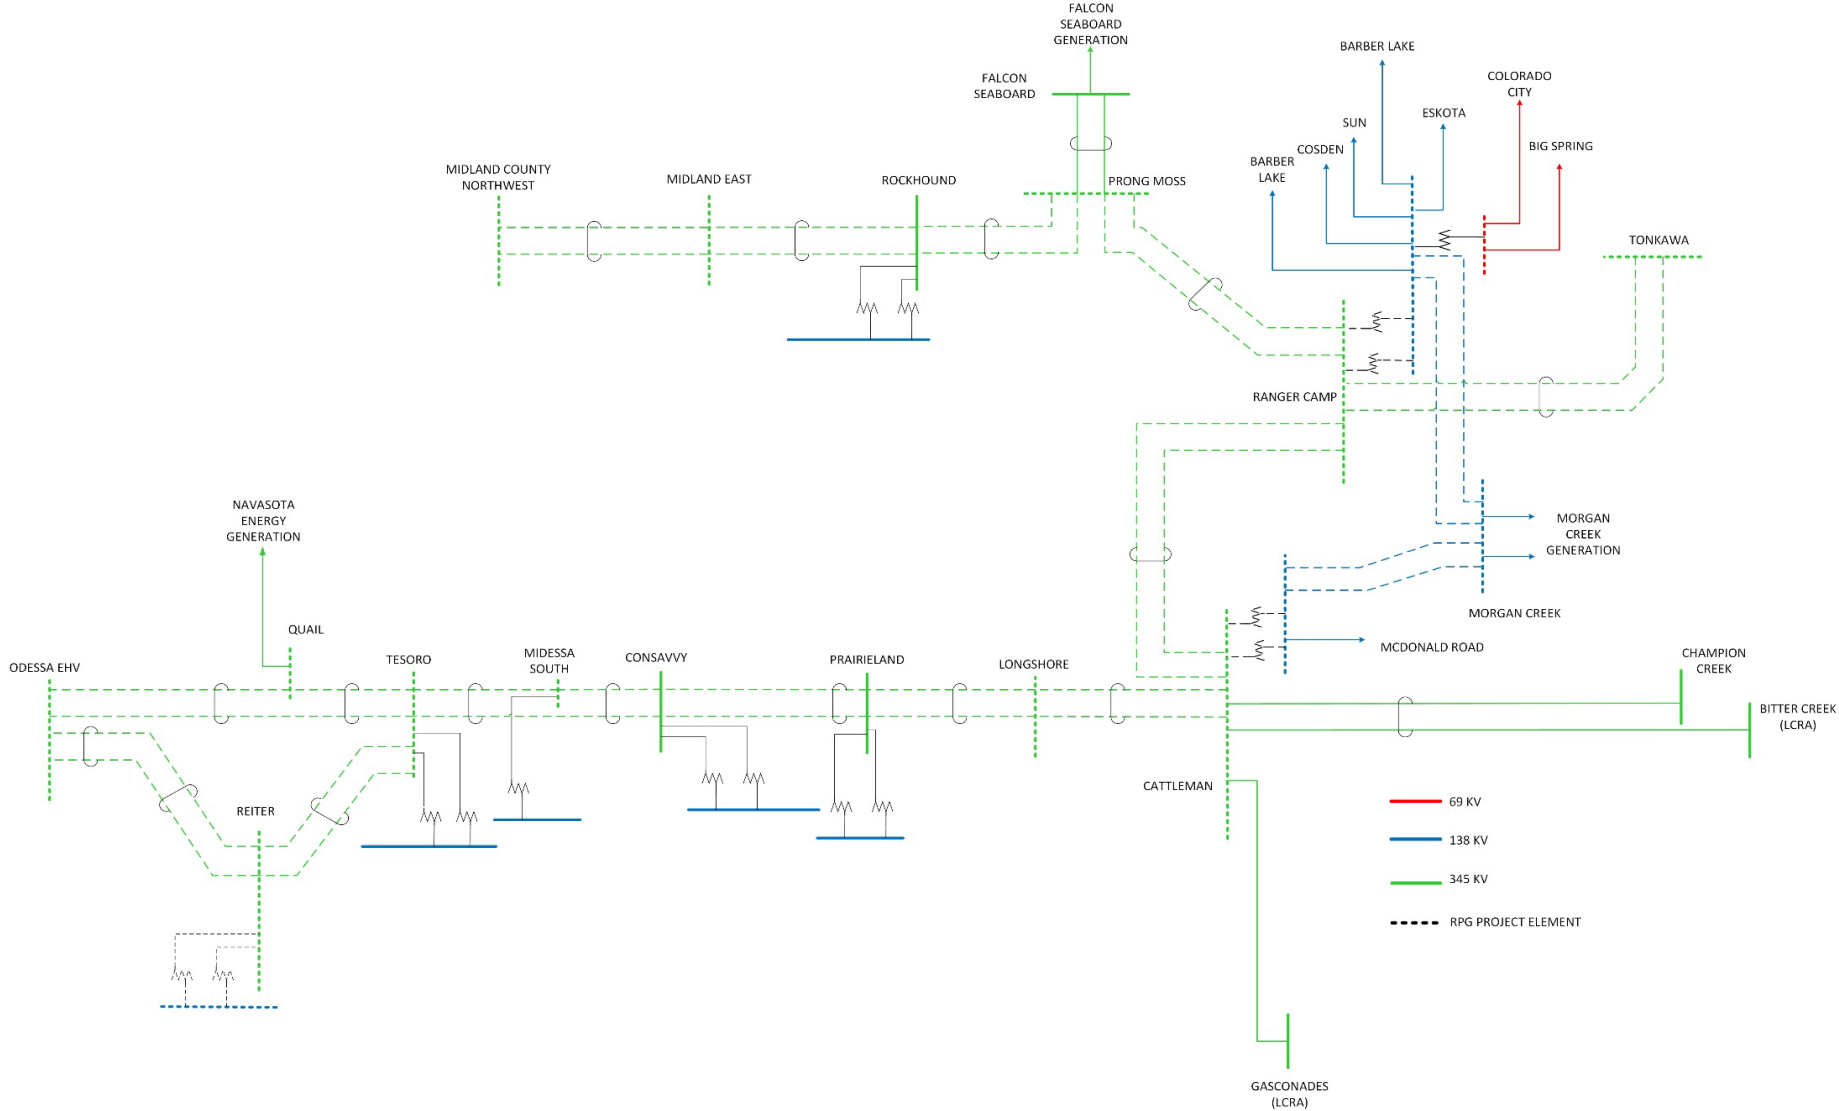 FALCON
SEABOARD
GENERATION
FALCON
SEABOARD
BARBER LAKE
COLORADO
CITY
ESKOTA
SUN
COSDEN
BIG SPRING
BARBER
LAKE
MIDLAND COUNTY
NORTHWEST
MIDLAND EAST
ROCKHOUND
PRONG MOSS
TONKAWA
RANGER CAMP
NAVASOTA
ENERGY
GENERATION
MORGAN
CREEK
GENERATION
MORGAN CREEK
MCDONALD ROAD
QUAIL
ODESSA EHV
TESORO
MIDESSA
SOUTH
CONSAVVY
PRAIRIELAND
LONGSHORE
CHAMPION
CREEK
BITTER CREEK
(LCRA)
CATTLEMAN
REITER
69 KV
138 KV
345 KV
RPG PROJECT ELEMENT
GASCONADES
(LCRA)